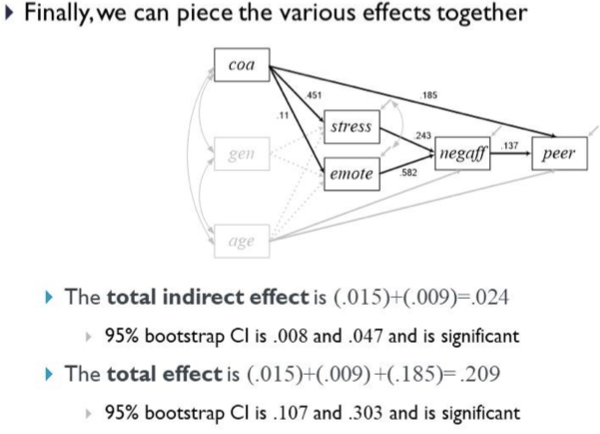 Finally, we can piece the various effects together
coa
.451
.185
.11
stress
gen
.243
negaff
.137
peer
emote
.582
age
The total indirect effect is (.015)+(.009)=.024
95% bootstrap CI is .008 and .047 and is significant
The total effect is (.015)+(.009)+(.185)=.209
95% bootstrap CI is .107 and .303 and is significant